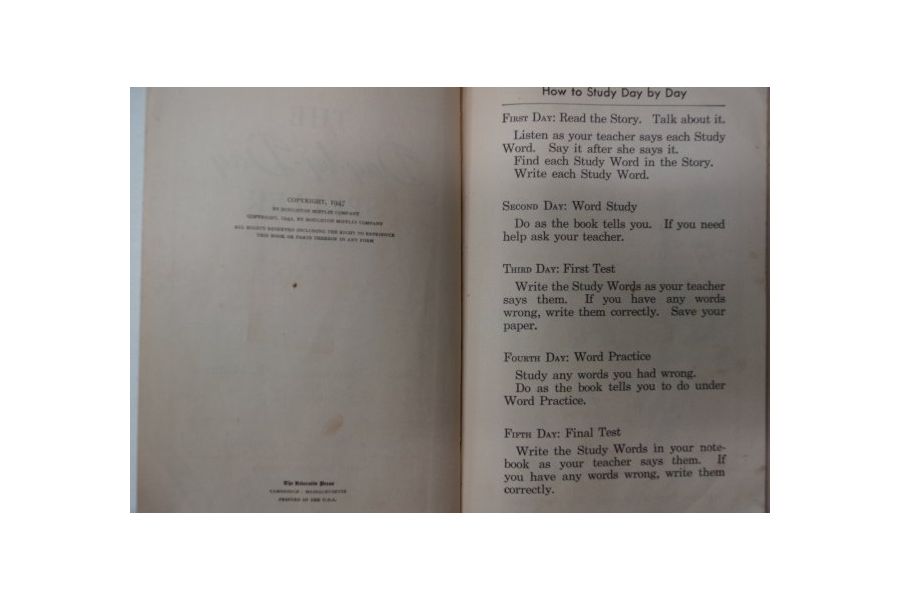 COPYRIGHT, 1947
BY HOUGHTON MIFFLIN COMPANY
COPYRIGHT, 1942, BY HOUGHTON MIFFLIN COMPANY
ALL RIGHTS RESERVED INCLUDING THE RIGHT TO REPRODUCE
THIS BOOK OR PARTS THEREOF IN ANY FORM
The Riverside Press
CAMBRIDGE · MASSACHUSETTS
PRINTED IN THE U.S.A.
How to Study Day by Day
First Day: Read the Story. Talk about it.
Listen as your teacher says each Study
Word. Say it after she says it.
Find each Study Word in the Story.
Write each Study Word.
Second Day: Word Study
Do as the book tells you. If you need
help ask your teacher.
Third Day: First Test
Write the Study Words as your teacher
says them. If you have any words
wrong, write them correctly. Save your
paper.
Fourth Day: Word Practice
Study any words you had wrong.
Do as the book tells you to do under
Word Practice.
Fifth Day: Final Test
Write the Study Words in your note-
book as your teacher says them. If
you have any words wrong, write them
correctly.